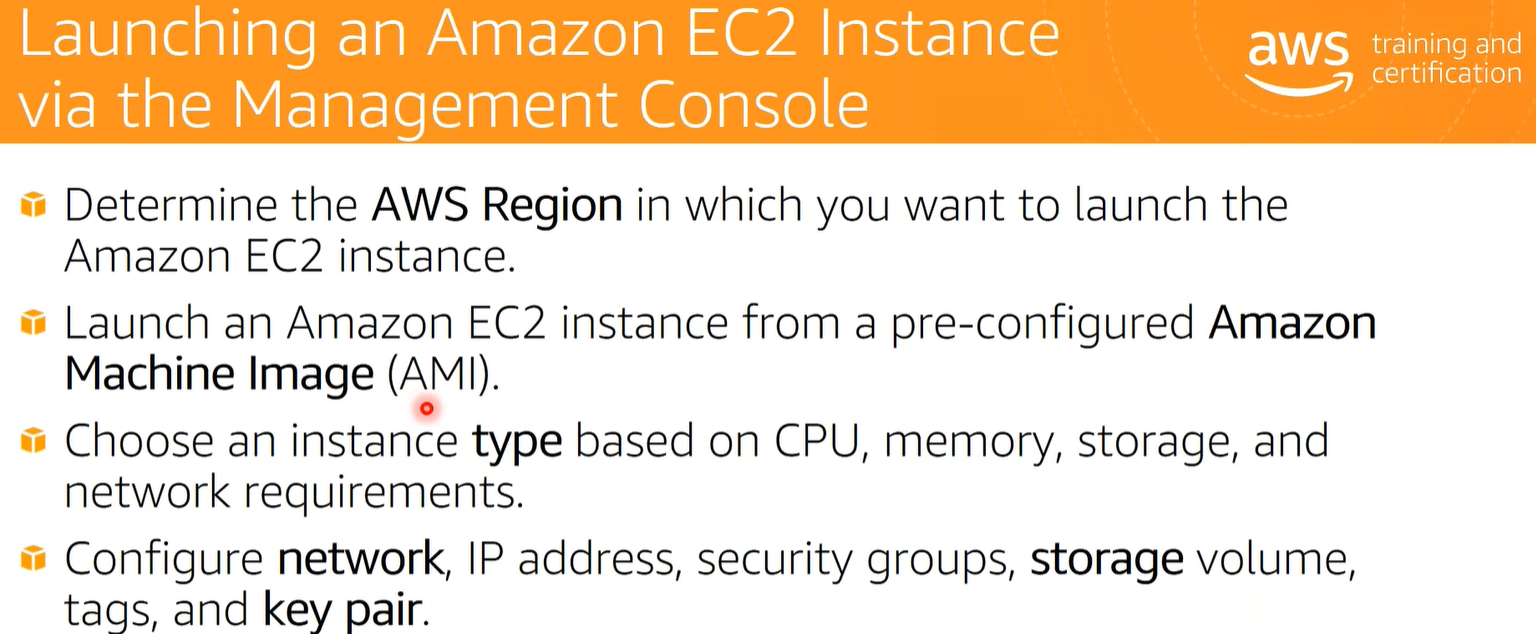 Launching an Amazon EC2 Instance
via the Management Console
aws training and
certification
Determine the AWS Region in which you want to launch the
Amazon EC2 instance.
Launch an Amazon EC2 instance from a pre-configured Amazon
Machine Image (AMI).
Choose an instance type based on CPU, memory, storage, and
network requirements.
Configure network, IP address, security groups, storage volume,
tags, and key pair.